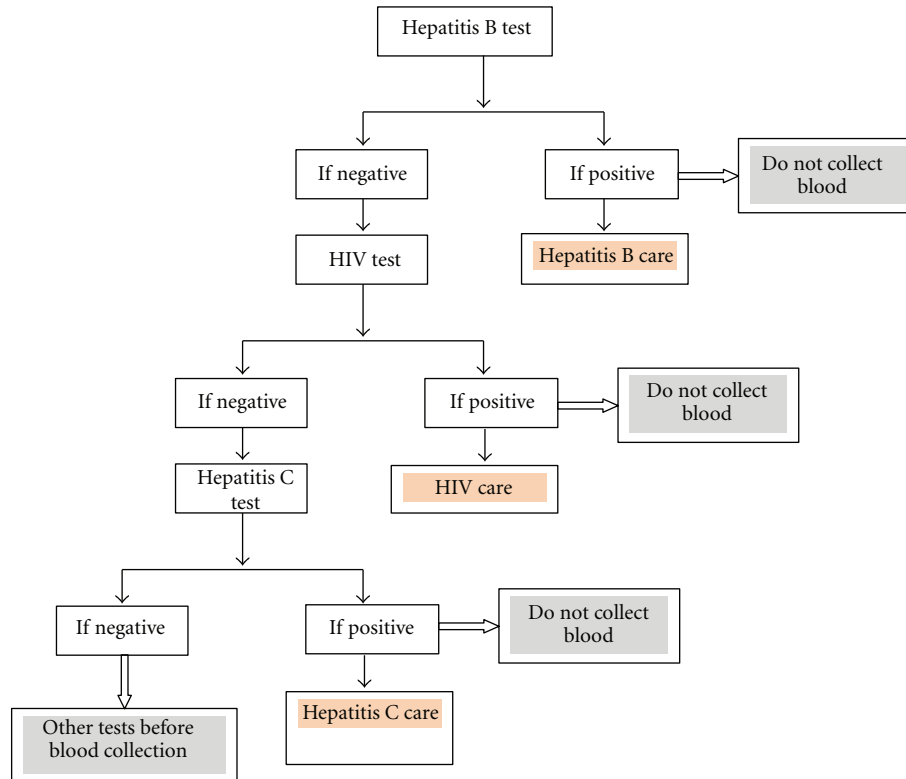 Hepatitis B test
If negative
If positive
Do not collect
blood
HIV test
Hepatitis B care
If negative
If positive
Do not collect
blood
Hepatitis C
test
HIV care
If negative
If positive
Do not collect
blood
Other tests before
blood collection
Hepatitis C care